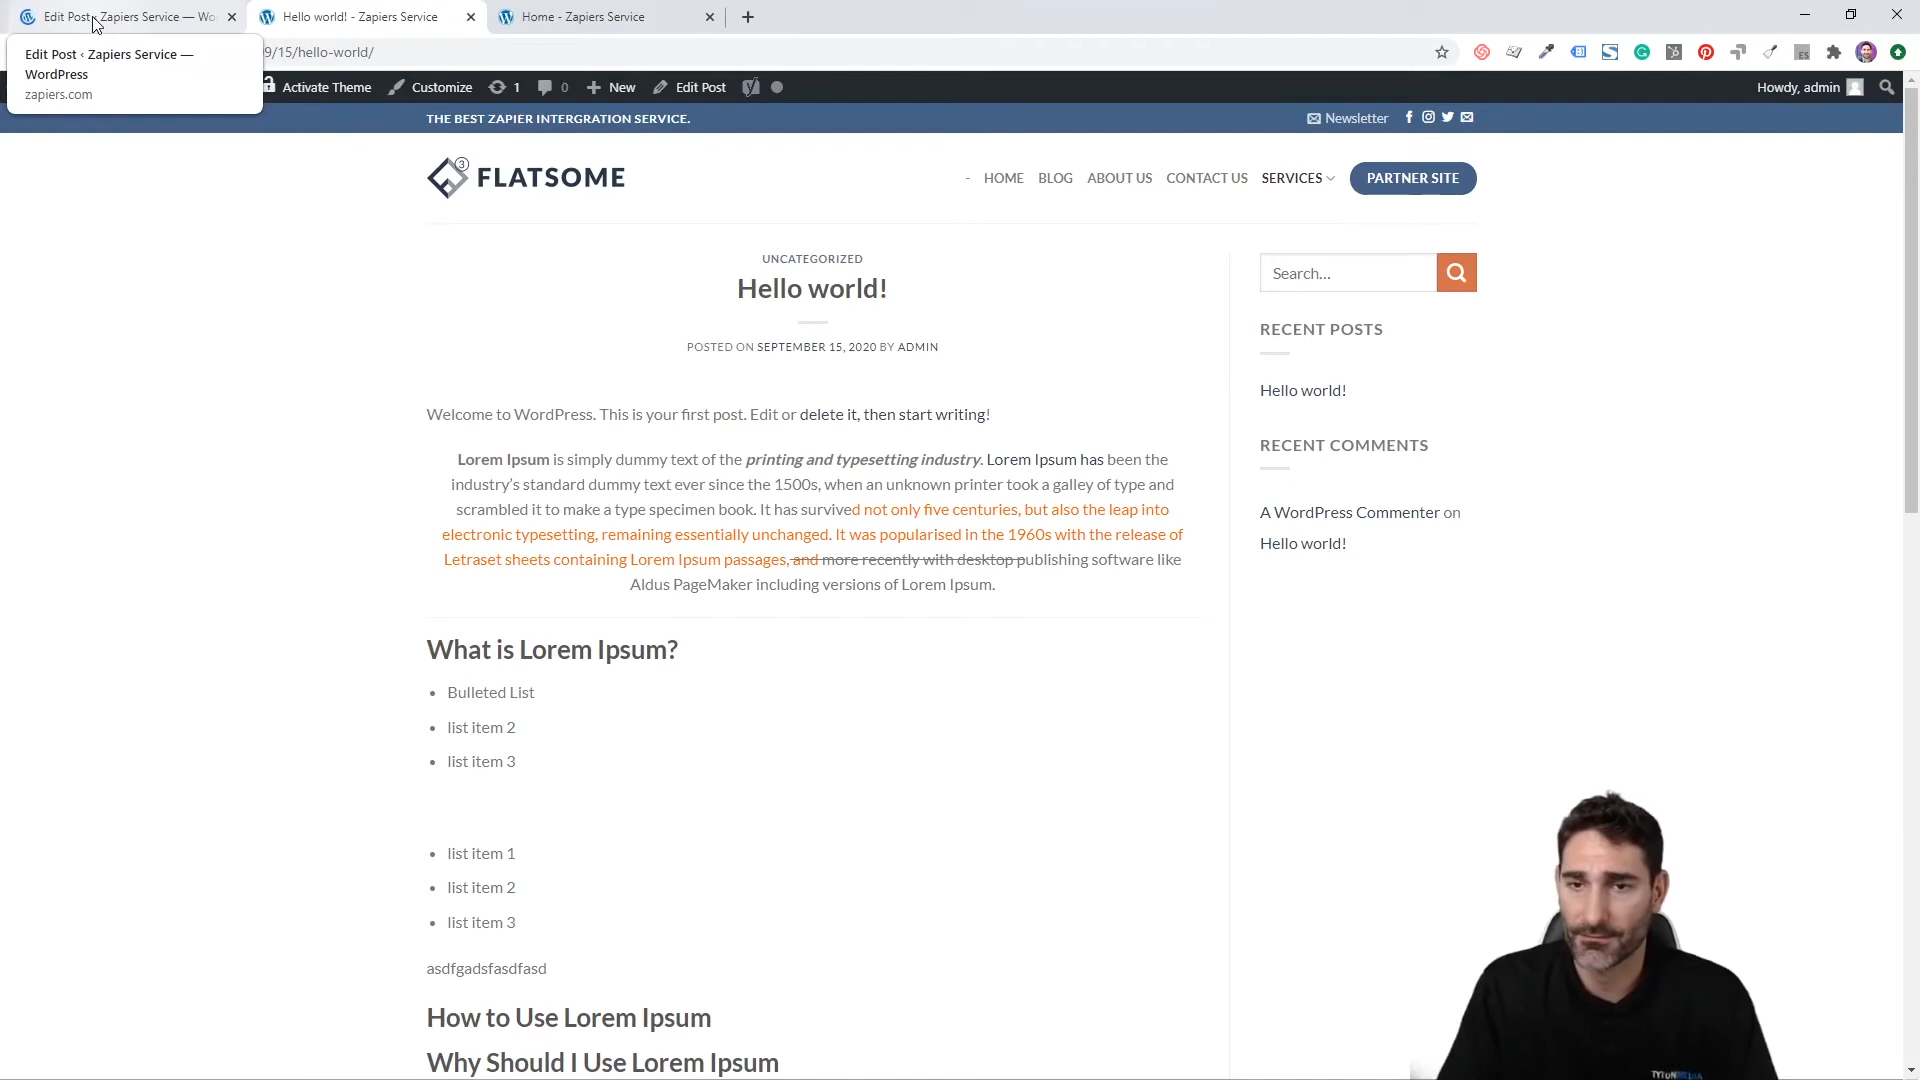 Edit Post ‹ Zapiers Service — Wo
Hello world! - Zapiers Service
Home - Zapiers Service
Edit Post ‹ Zapiers Service —
WordPress
zapiers.com
9/15/hello-world/
ES
Activate Theme
Customize
1
0
New
Edit Post
Howdy, admin
THE BEST ZAPIER INTERGRATION SERVICE.
Newsletter
3
FLATSOME
-
HOME
BLOG
ABOUT US
CONTACT US
SERVICES
PARTNER SITE
UNCATEGORIZED
Hello world!
POSTED ON SEPTEMBER 15, 2020 BY ADMIN
Welcome to WordPress. This is your first post. Edit or delete it, then start writing!
Lorem Ipsum is simply dummy text of the printing and typesetting industry. Lorem Ipsum has been the
industry’s standard dummy text ever since the 1500s, when an unknown printer took a galley of type and
scrambled it to make a type specimen book. It has survived not only five centuries, but also the leap into
electronic typesetting, remaining essentially unchanged. It was popularised in the 1960s with the release of
Letraset sheets containing Lorem Ipsum passages, and more recently with desktop publishing software like
Aldus PageMaker including versions of Lorem Ipsum.
What is Lorem Ipsum?
Bulleted List
list item 2
list item 3
list item 1
list item 2
list item 3
asdfgadsfasdfasd
How to Use Lorem Ipsum
Why Should I Use Lorem Ipsum
Search…
RECENT POSTS
Hello world!
RECENT COMMENTS
A WordPress Commenter on
Hello world!
TYTONMEDIA